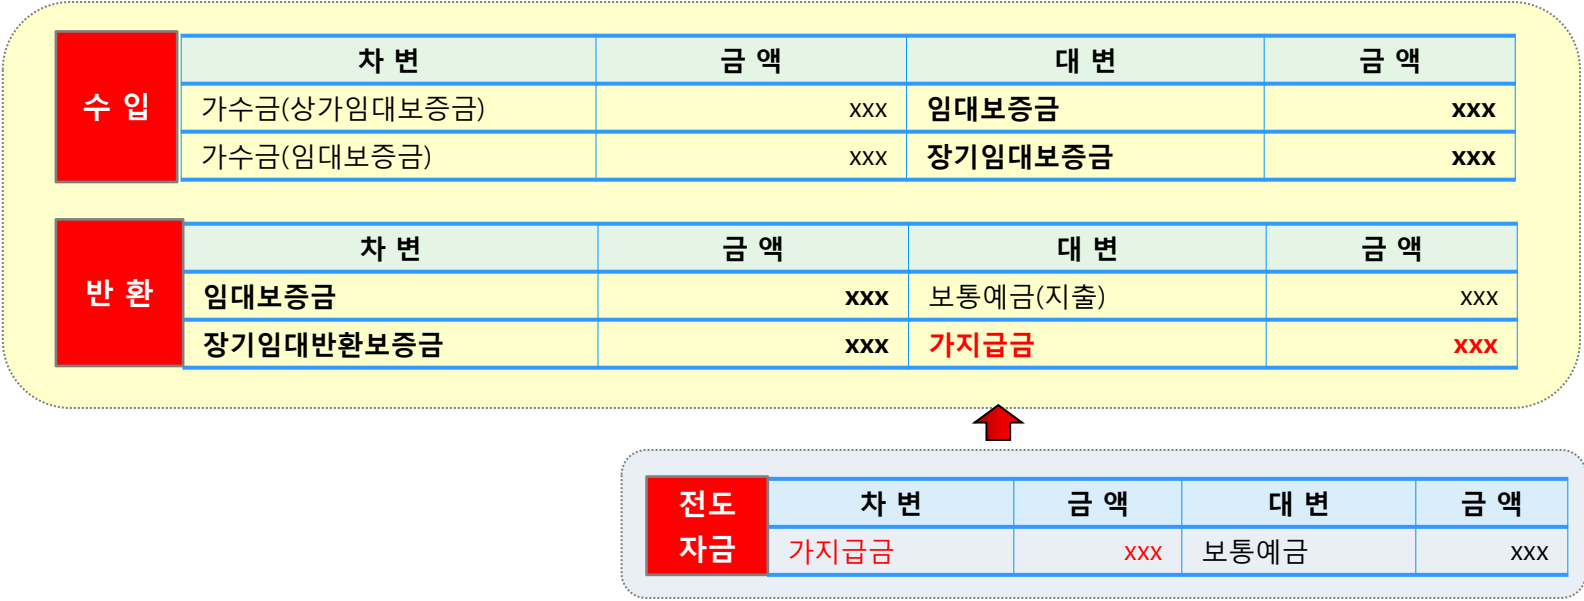 수 입
차 변 금 액 대 변 금 액
가수금(상가임대보증금) xxx 임대보증금 xxx
가수금(임대보증금) xxx 장기임대보증금 xxx
반 환
차 변 금 액 대 변 금 액
임대보증금 xxx 보통예금(지출) xxx
장기임대반환보증금 xxx 가지급금 xxx
전도
자금
차 변 금 액 대 변 금 액
가지급금 xxx 보통예금 xxx